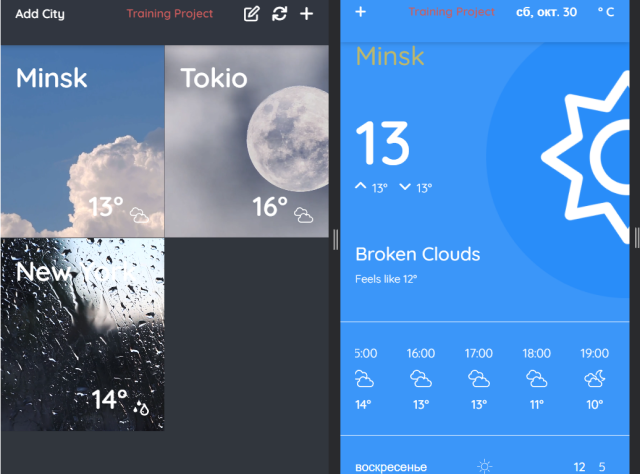 Add City Training Project
Minsk
13°
Tokio
16°
New York
14°
Training Project сб, окт. 30 ° C
Minsk
13
13° 13°
Broken Clouds
Feels like 12°
5:00 16:00 17:00 18:00 19:00
14° 13° 13° 11° 10°
воскресенье 12 5